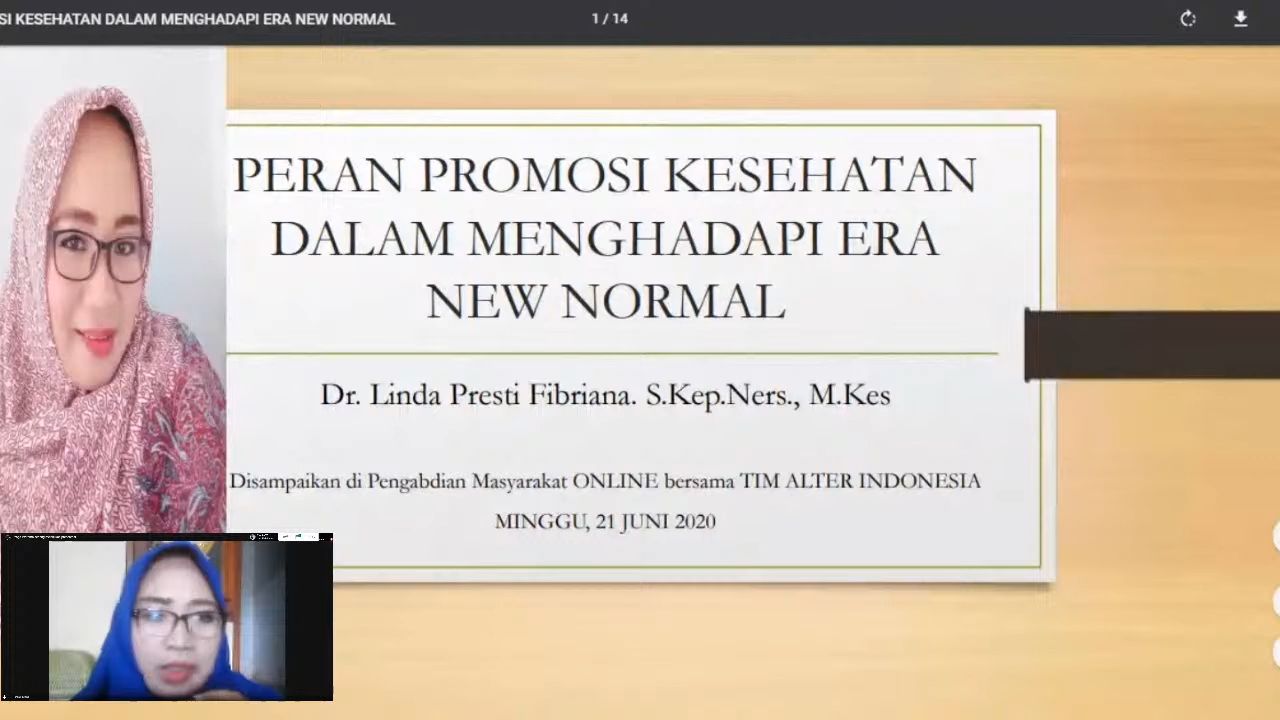 SI KESEHATAN DALAM MENGHADAPI ERA NEW NORMAL
1 / 14
PERAN PROMOSI KESEHATAN
DALAM MENGHADAPI ERA
NEW NORMAL
Dr. Linda Presti Fibriana. S.Kep.Ners., M.Kes
Disampaikan di Pengabdian Masyarakat ONLINE bersama TIM ALTER INDONESIA
MINGGU, 21 JUNI 2020